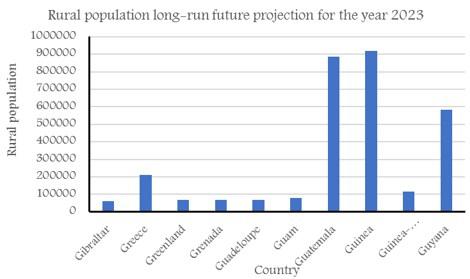 Rural population long-run future projection for the year 2023
Rural population
1000000
900000
800000
700000
600000
500000
400000
300000
200000
100000
0
Gibraltar
Greece
Greenland
Grenada
Guadeloupe
Guam
Guatemala
Guinea
Guinea-...
Guyana
Country